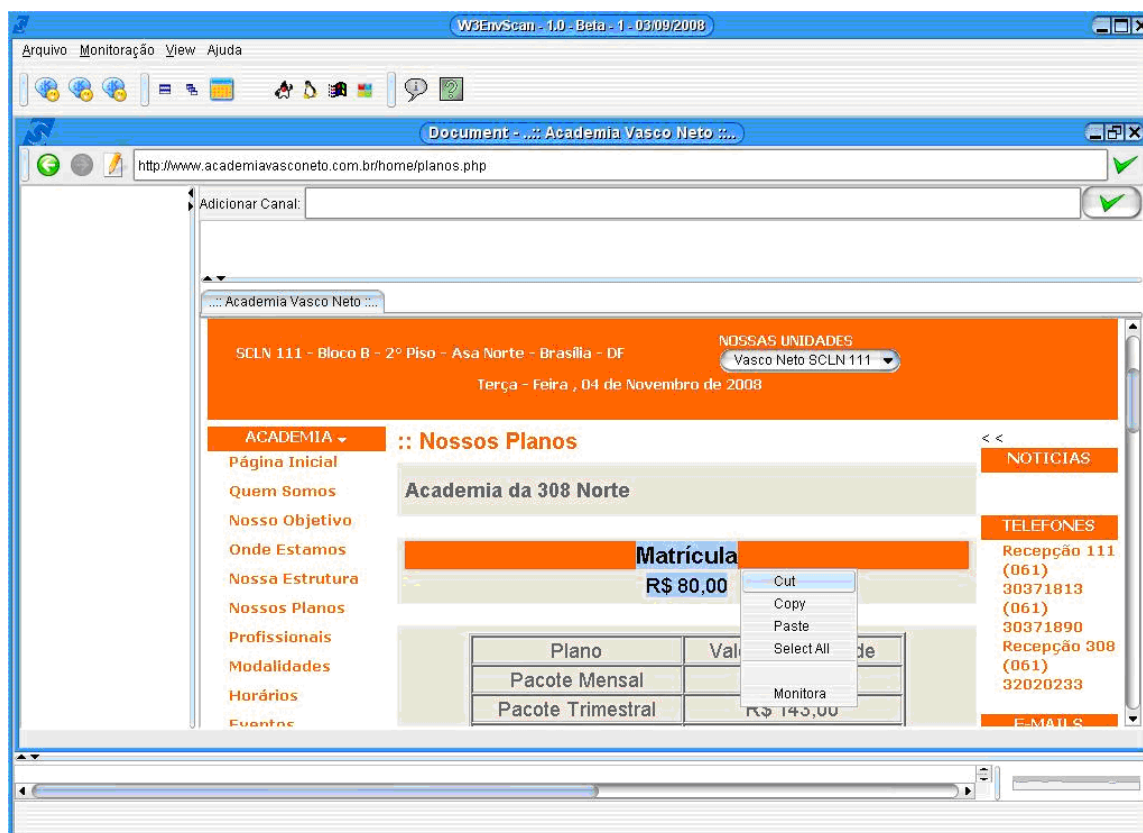 W3EnvScan - 1.0 - Beta - 1 - 03/09/2008
Arquivo Monitoração View Ajuda
Document - ..:: Academia Vasco Neto ::..
http://www.academiavasconeto.com.br/home/planos.php
Adicionar Canal:
..:: Academia Vasco Neto ::..
SCLN 111 - Bloco B - 2º Piso - Asa Norte - Brasília - DF
NOSSAS UNIDADES
Vasco Neto SCLN 111
Terça - Feira , 04 de Novembro de 2008
ACADEMIA
Página Inicial
Quem Somos
Nosso Objetivo
Onde Estamos
Nossa Estrutura
Nossos Planos
Profissionais
Modalidades
Horários
Eventos
:: Nossos Planos
Academia da 308 Norte
Matrícula
R$ 80,00
Cut
Copy
Paste
Select All
Monitora
Plano
Pacote Mensal
Pacote Trimestral R$ 143,00
< <
NOTICIAS
TELEFONES
Recepção 111
(061)
30371813
(061)
30371890
Recepção 308
(061)
32020233
E-MAILS